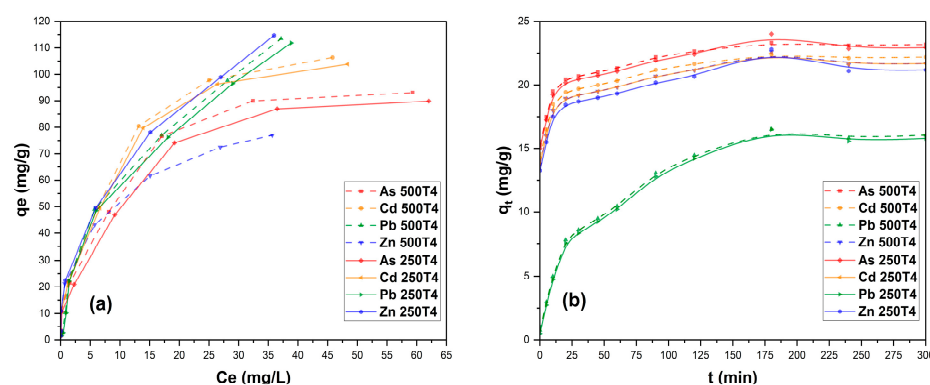 (a)
120
110
100
90
80
70
60
50
40
30
20
10
0
qe (mg/g)
As 500T4
Cd 500T4
Pb 500T4
Zn 500T4
As 250T4
Cd 250T4
Pb 250T4
Zn 250T4
(a)
0 5 10 15 20 25 30 35 40 45 50 55 60 65
Ce (mg/L)
(b)
25
20
15
10
5
0
qt (mg/g)
As 500T4
Cd 500T4
Pb 500T4
Zn 500T4
As 250T4
Cd 250T4
Pb 250T4
Zn 250T4
(b)
0 25 50 75 100 125 150 175 200 225 250 275 300
t (min)